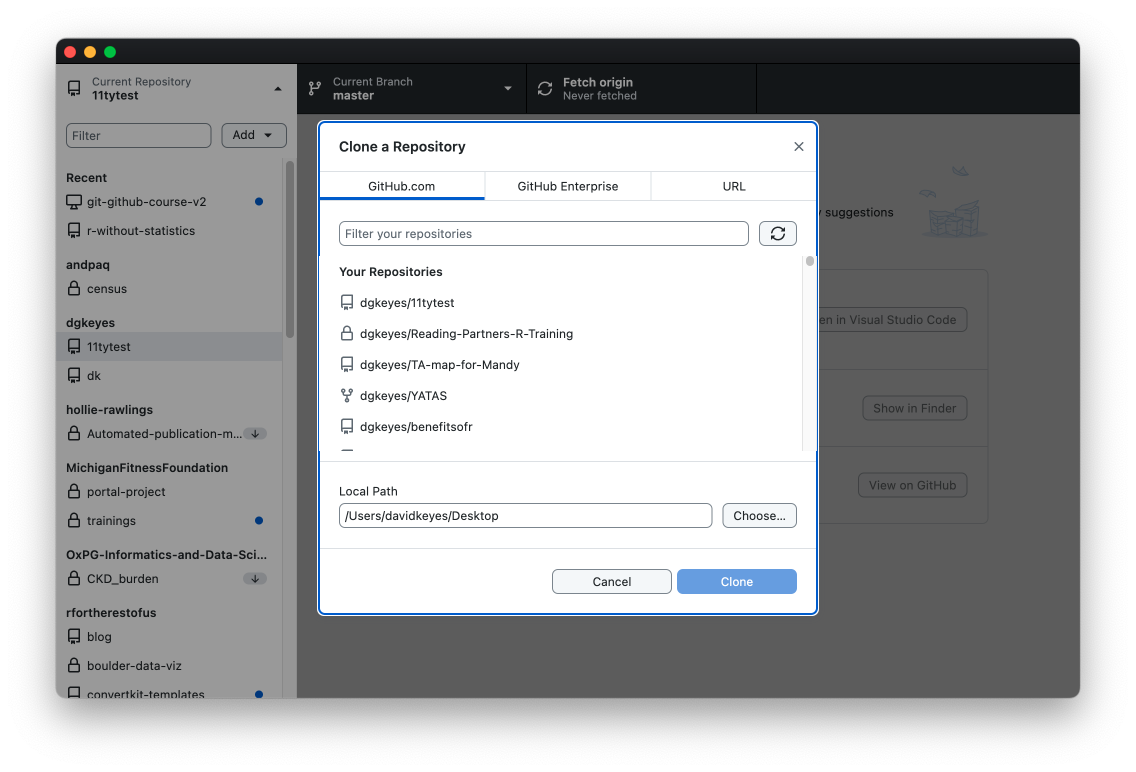 Current Repository
11tytest
Current Branch
master
Fetch origin
Never fetched
Filter
Add
Recent
git-github-course-v2
r-without-statistics
andpaq
census
dgkeyes
11tytest
dk
hollie-rawlings
Automated-publication-m...
MichiganFitnessFoundation
portal-project
trainings
OxPG-Informatics-and-Data-Sci...
CKD_burden
rfortherestofus
blog
boulder-data-viz
convertkit-templates
Clone a Repository
GitHub.com
GitHub Enterprise
URL
Filter your repositories
Your Repositories
dgkeyes/11tytest
dgkeyes/Reading-Partners-R-Training
dgkeyes/TA-map-for-Mandy
dgkeyes/YATAS
dgkeyes/benefitsofr
Local Path
/Users/davidkeyes/Desktop
Choose...
Cancel
Clone
suggestions
in Visual Studio Code
Show in Finder
View on GitHub